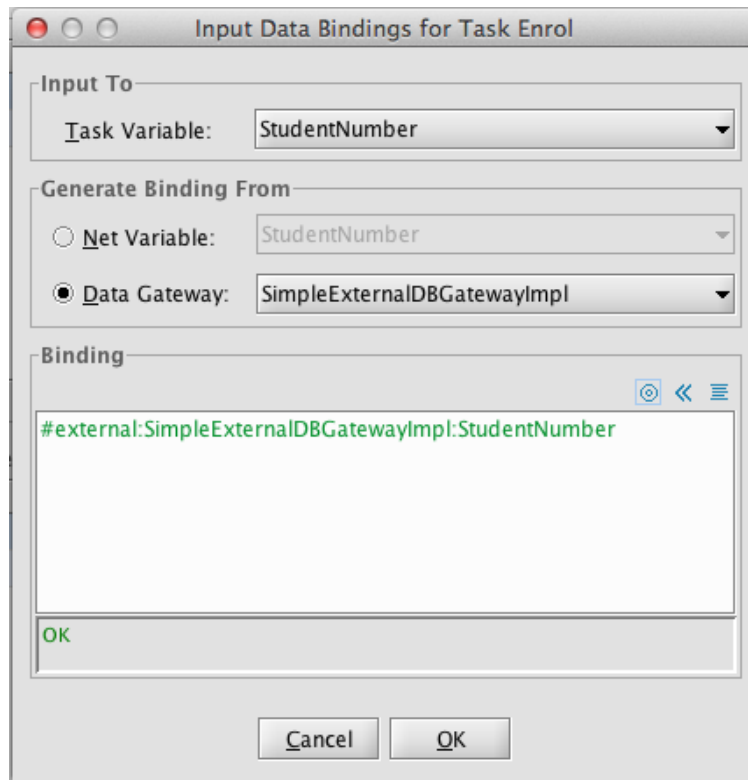 Input Data Bindings for Task Enrol
Input To
Task Variable: StudentNumber
Generate Binding From
Net Variable: StudentNumber
Data Gateway: SimpleExternalDBGatewayImpl
Binding
#external:SimpleExternalDBGatewayImpl:StudentNumber
OK
Cancel OK